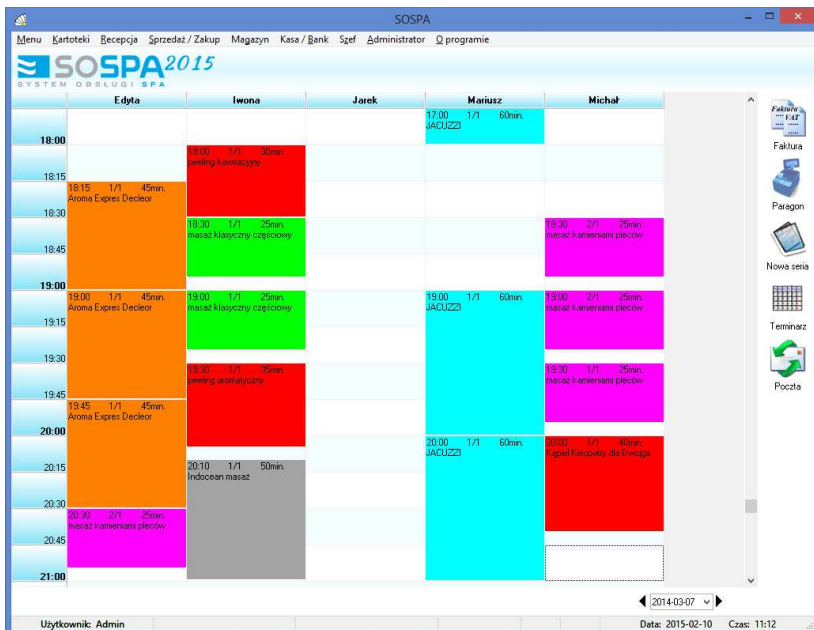 SOSPA
Menu Kartoteki Recepcja Sprzedaż / Zakup Magazyn Kasa / Bank Szef Administrator O programie
SOSPA2015
SYSTEM OBSŁUGI SPA
Edyta Iwona Jarek Mariusz Michał
17:00 1/1 60min.
JACUZZI
18:00
18:00 1/1 30min.
peeling kawitacyjny
18:15
18:15 1/1 45min.
Aroma Expres Decleor
18:30
18:30 1/1 25min.
masaż klasyczny częściowy
18:30 2/1 25min.
masaż kamieniami pleców
18:45
19:00
19:00 1/1 45min.
Aroma Expres Decleor
19:00 1/1 25min.
masaż klasyczny częściowy
19:00 1/1 60min.
JACUZZI
19:00 2/1 25min.
masaż kamieniami pleców
19:15
19:30
19:30 1/1 35min.
peeling aromatyczny
19:30 1/1 25min.
masaż kamieniami pleców
19:45
19:45 1/1 45min.
Aroma Expres Decleor
20:00
20:00 1/1 60min.
JACUZZI
20:00 1/1 40min.
Kąpiel Kleopatry dla Dwojga
20:15
20:10 1/1 50min.
Indocean masaż
20:30
20:30 2/1 25min.
masaż kamieniami pleców
20:45
21:00
Faktura
VAT
Faktura
Paragon
Nowa seria
Terminarz
Poczta
2014-03-07
Użytkownik: Admin Data: 2015-02-10 Czas: 11:12